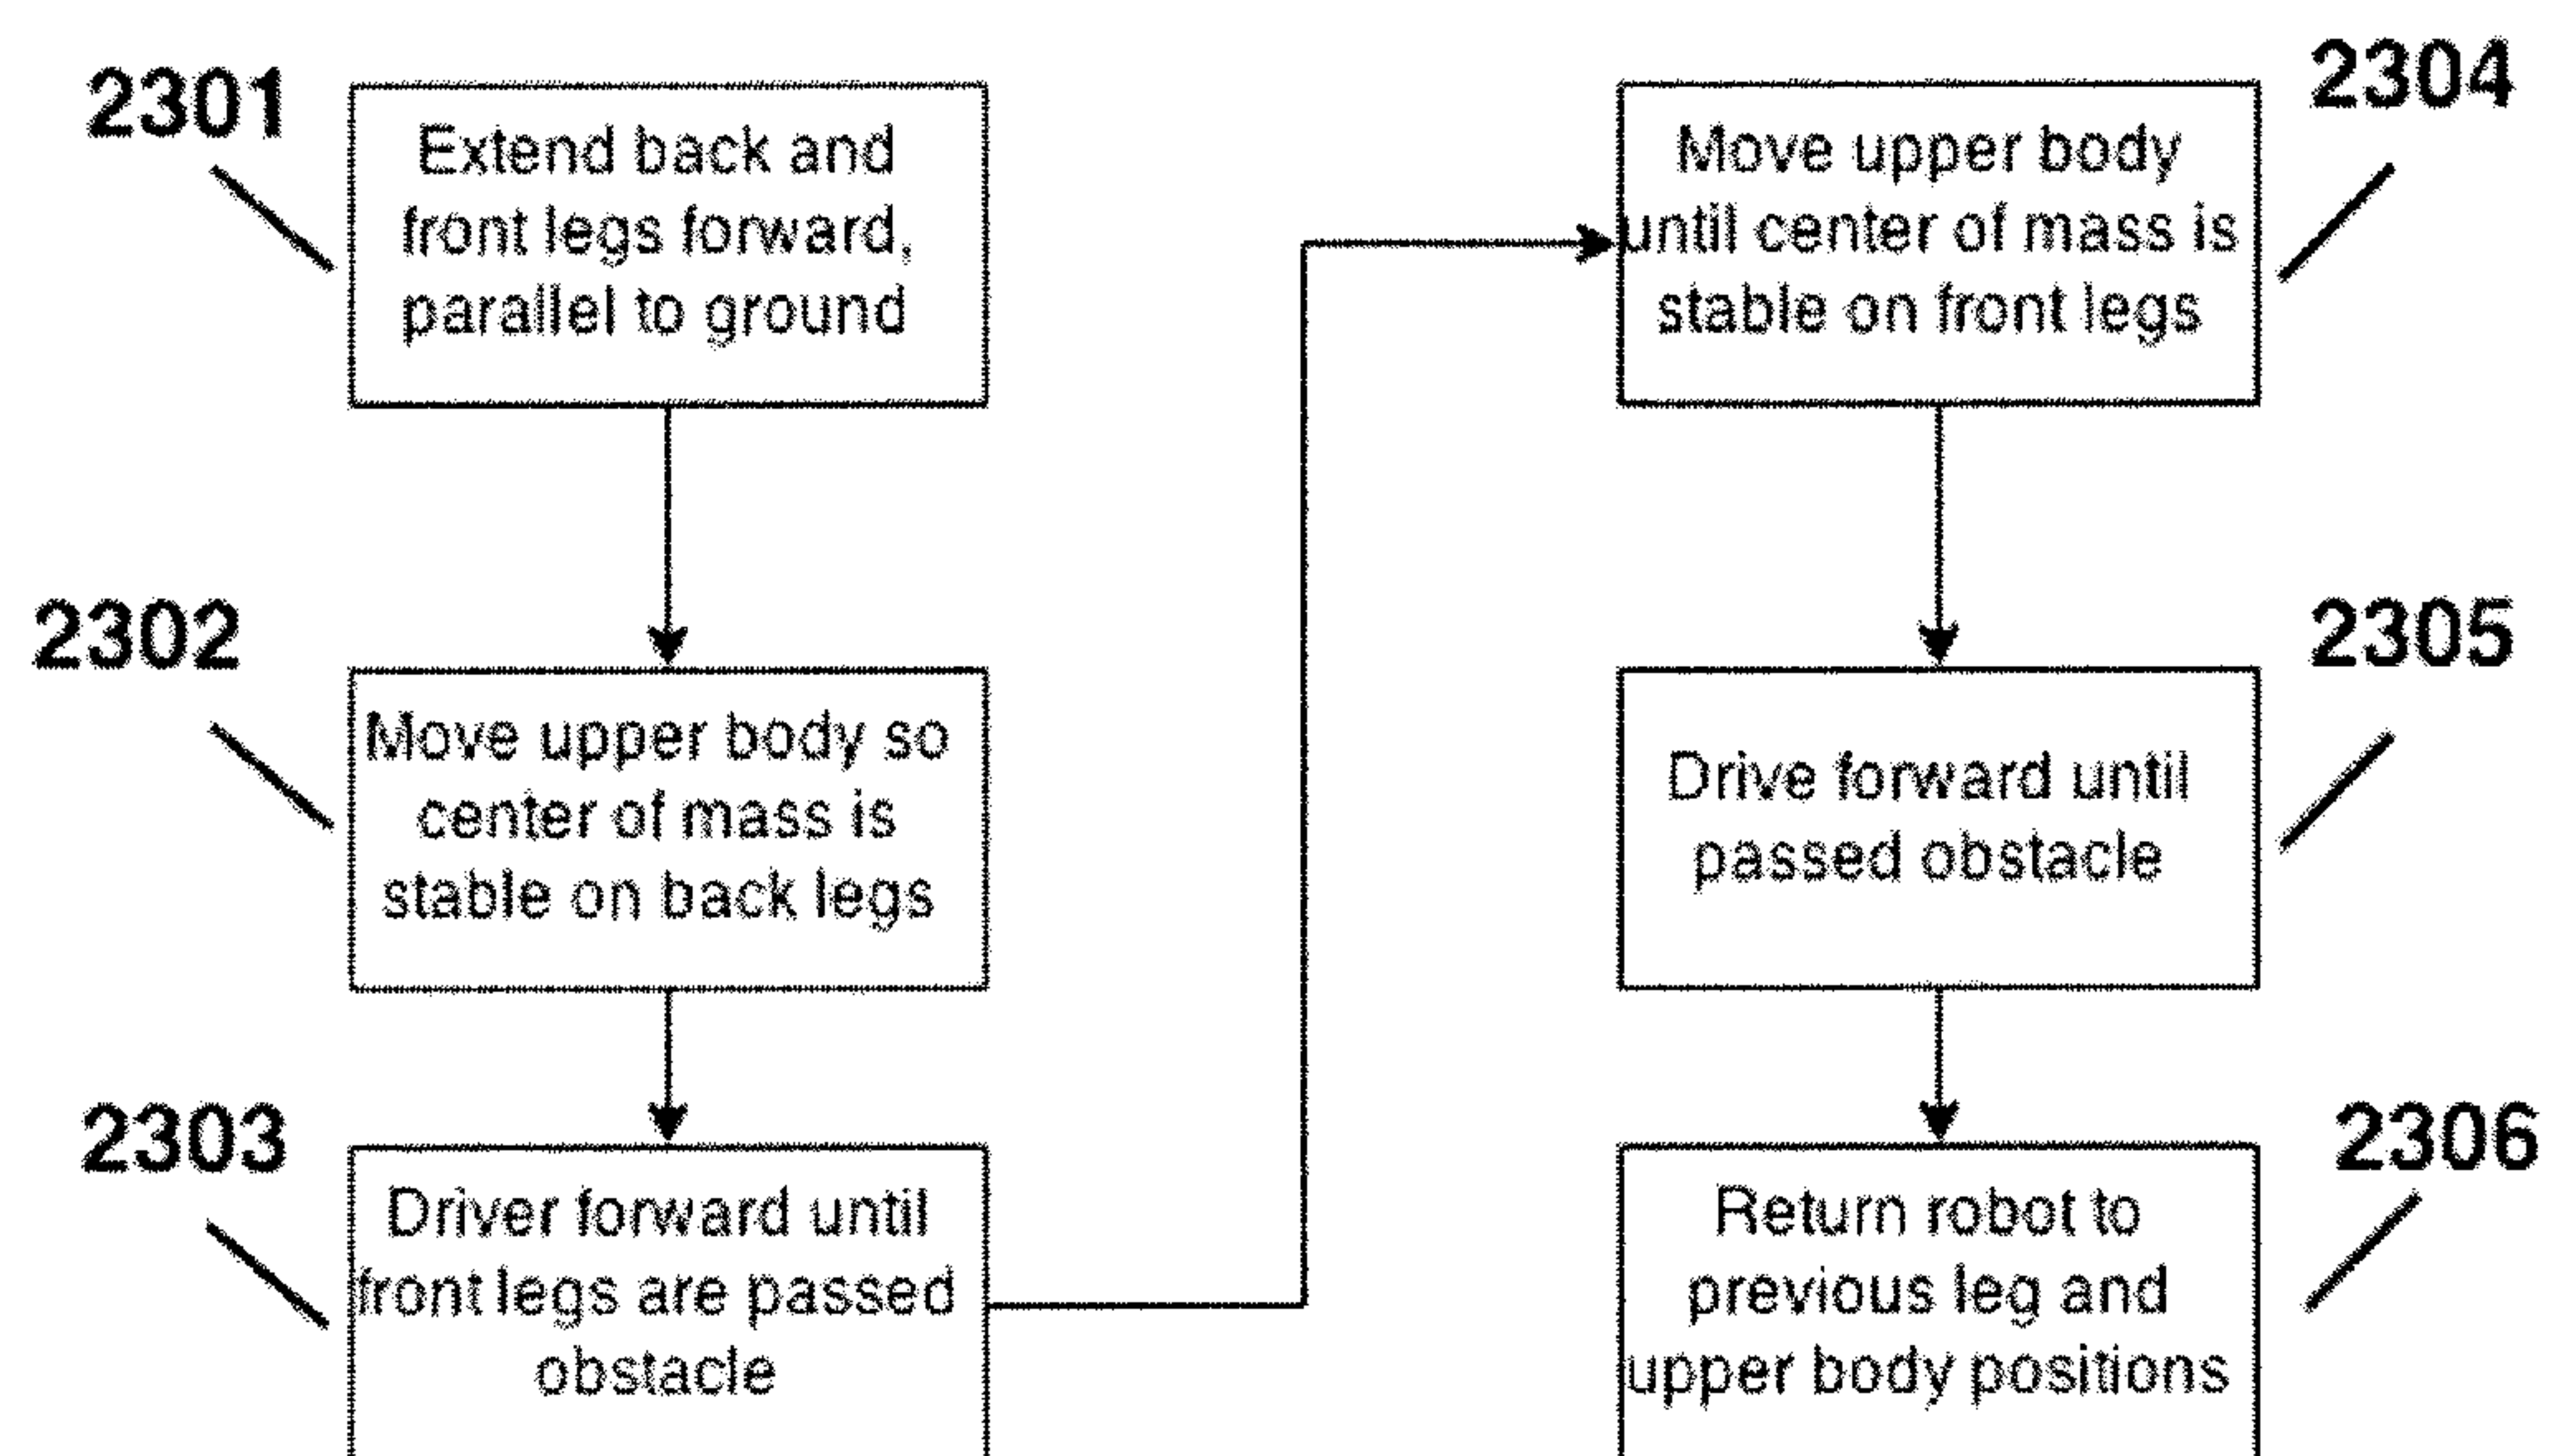 2301
Extend back and
front legs forward,
parallel to ground
2302
Move upper body so
center of mass is
stable on back legs
2303
Driver forward until
front legs are passed
obstacle
2304
Move upper body
until center of mass is
stable on front legs
2305
Drive forward until
passed obstacle
2306
Return robot to
previous leg and
upper body positions